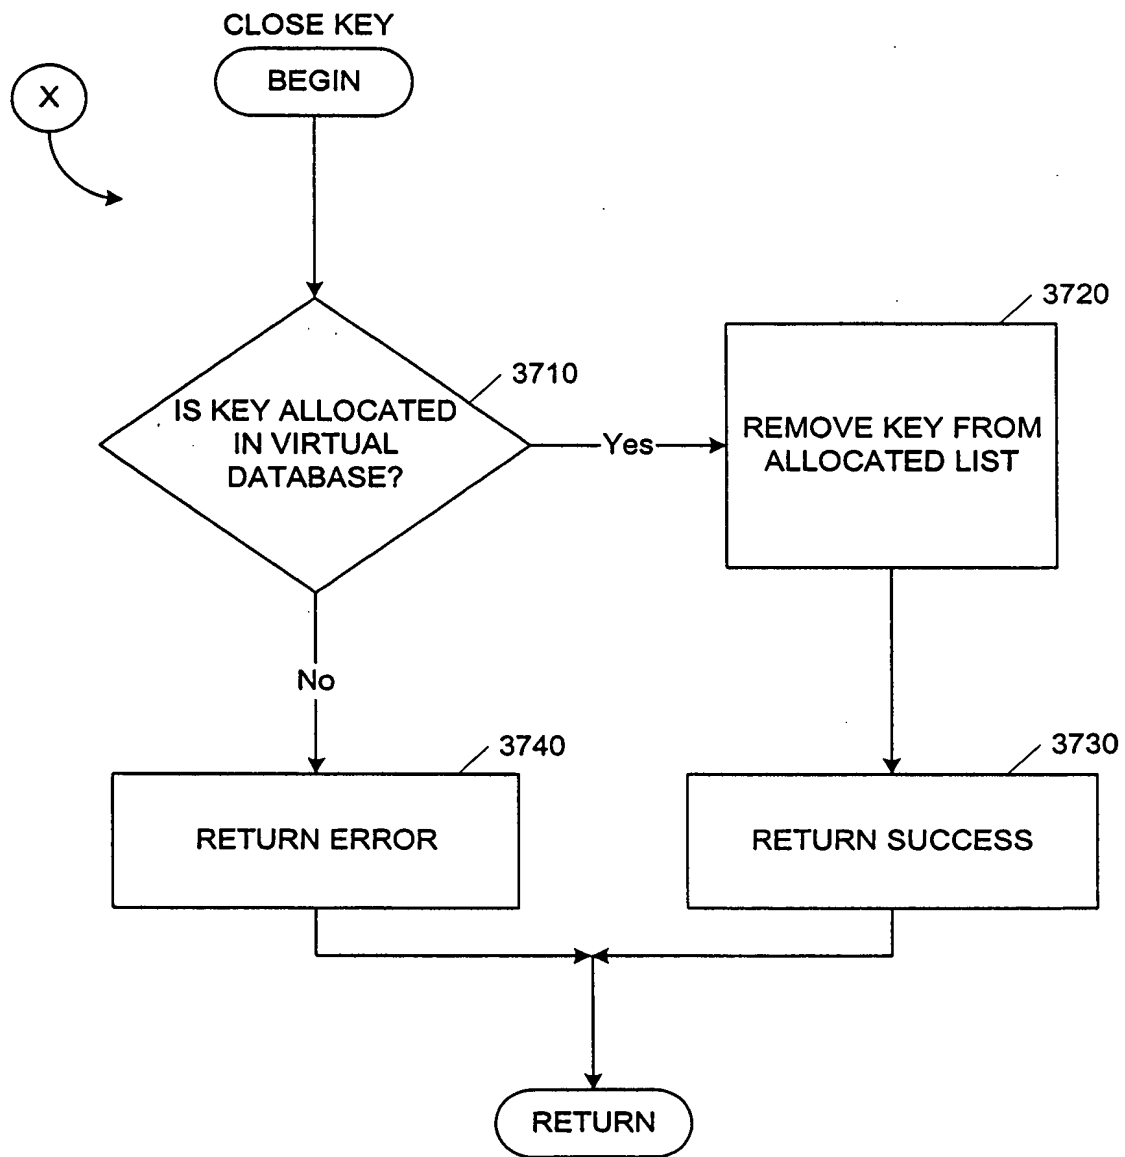 CLOSE KEY
BEGIN
X
3710
IS KEY ALLOCATED
IN VIRTUAL
DATABASE?
Yes
3720
REMOVE KEY FROM
ALLOCATED LIST
No
3740
RETURN ERROR
3730
RETURN SUCCESS
RETURN